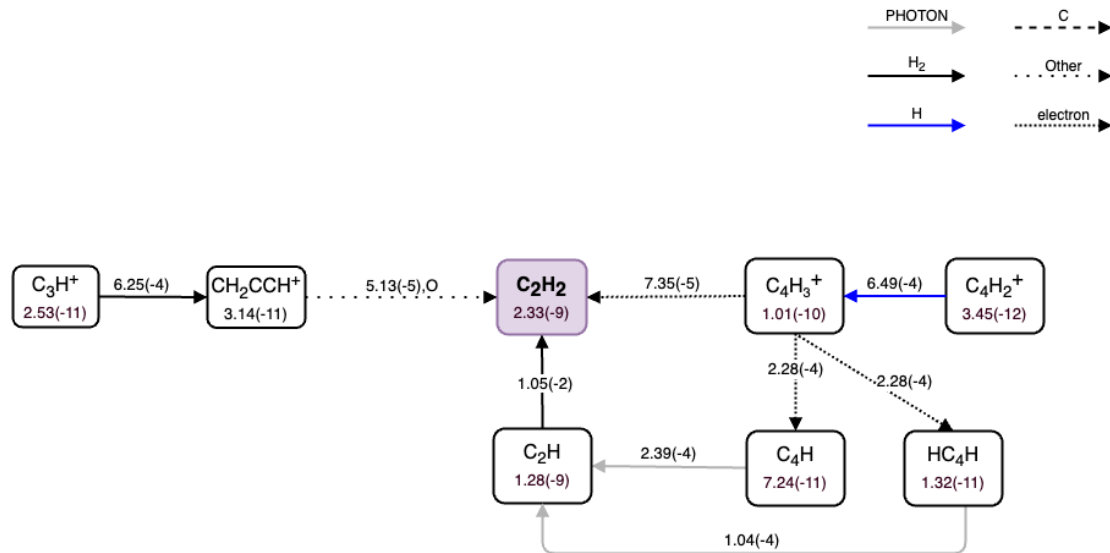 PHOTON
C
H₂
Other
H
electron
C₃H⁺
2.53(-11)
6.25(-4)
CH₂CCH⁺
3.14(-11)
5.13(-5),O
C₂H₂
2.33(-9)
7.35(-5)
C₄H₃⁺
1.01(-10)
6.49(-4)
C₄H₂⁺
3.45(-12)
1.05(-2)
2.28(-4)
2.28(-4)
C₂H
1.28(-9)
2.39(-4)
C₄H
7.24(-11)
HC₄H
1.32(-11)
1.04(-4)